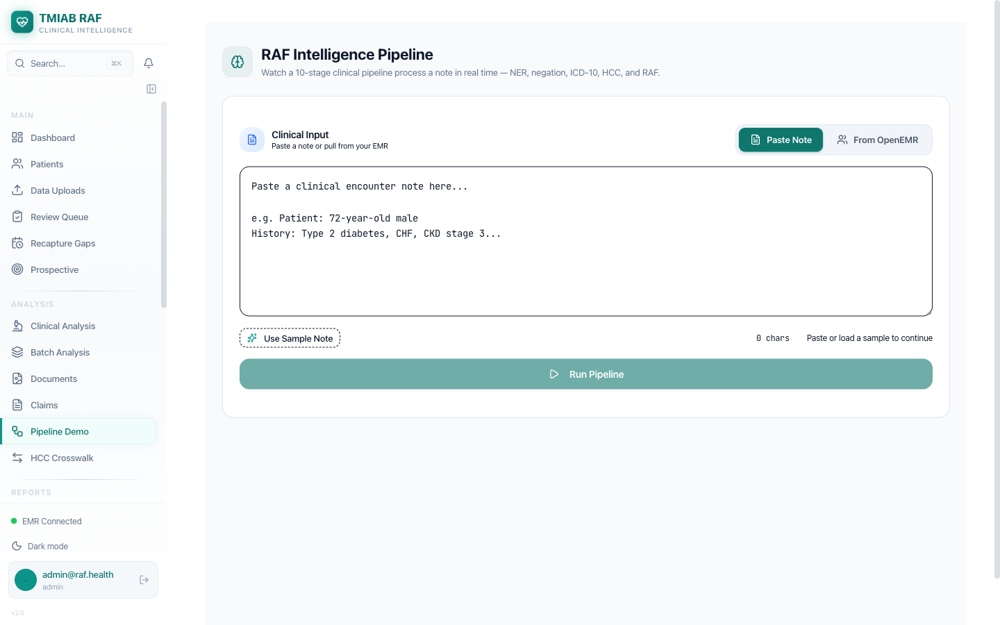 TMIAB RAF
CLINICAL INTELLIGENCE
Search...
⌘K
MAIN
Dashboard
Patients
Data Uploads
Review Queue
Recapture Gaps
Prospective
ANALYSIS
Clinical Analysis
Batch Analysis
Documents
Claims
Pipeline Demo
HCC Crosswalk
REPORTS
EMR Connected
Dark mode
admin@raf.health
admin
v2.0
RAF Intelligence Pipeline
Watch a 10-stage clinical pipeline process a note in real time — NER, negation, ICD-10, HCC, and RAF.
Clinical Input
Paste a note or pull from your EMR
Paste Note
From OpenEMR
Paste a clinical encounter note here...
e.g. Patient: 72-year-old male
History: Type 2 diabetes, CHF, CKD stage 3...
Use Sample Note
0 chars
Paste or load a sample to continue
Run Pipeline